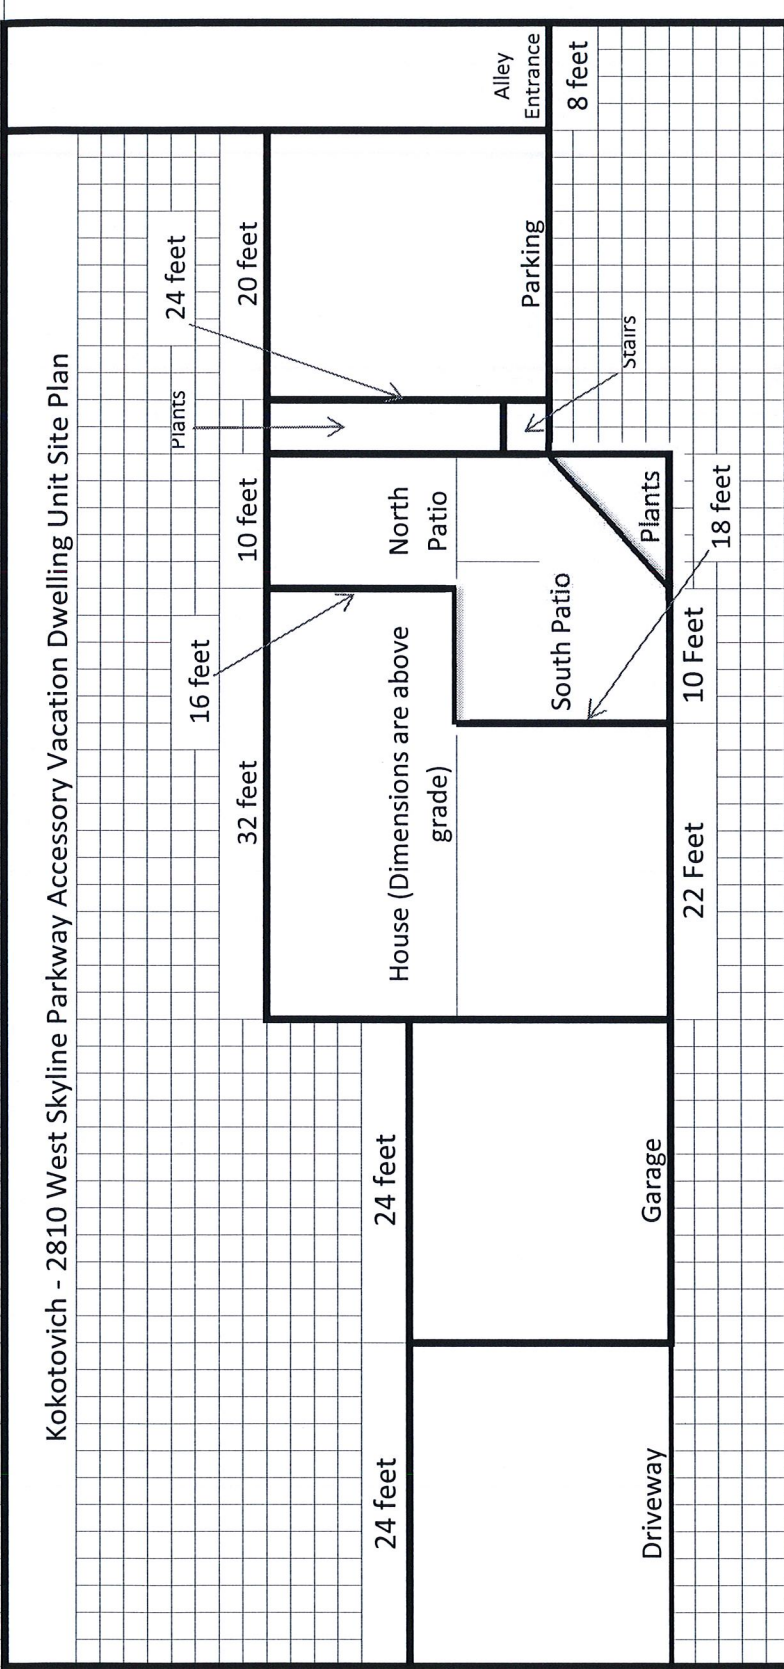 Kokotovich - 2810 West Skyline Parkway Accessory Vacation Dwelling Unit Site Plan
24 feet
Plants
16 feet
24 feet
24 feet
32 feet
10 feet
20 feet
House (Dimensions are above
grade)
North
Patio
Alley
Entrance
Parking
South Patio
Stairs
8 feet
Driveway
Garage
Plants
22 Feet
10 Feet
18 feet